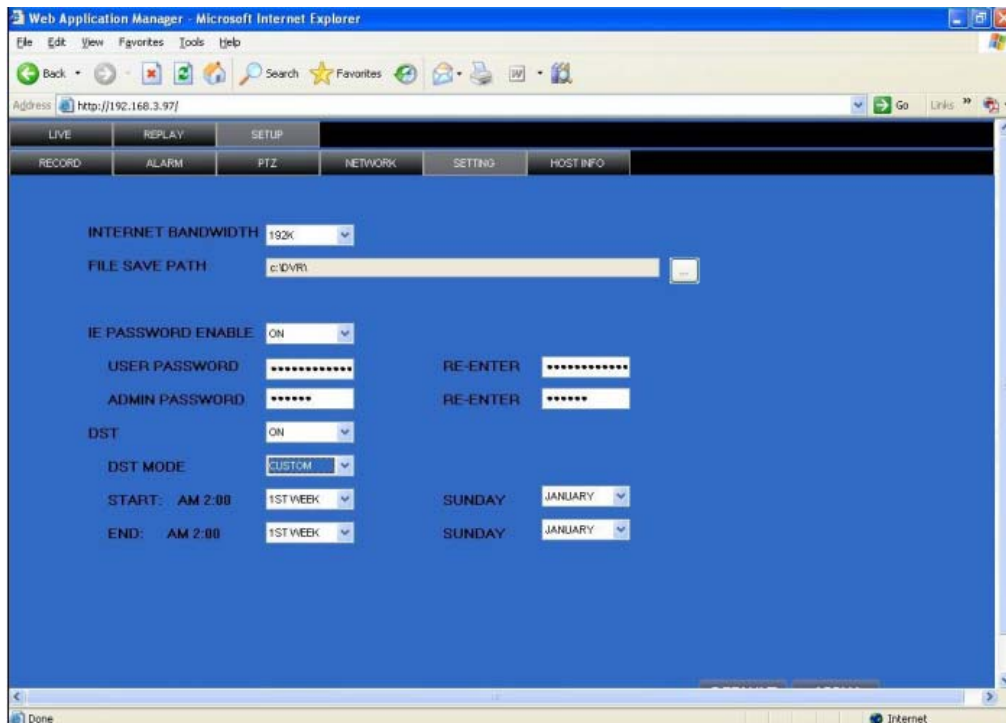 Web Application Manager - Microsoft Internet Explorer
File Edit View Favorites Tools Help
Back Search Favorites
Address http://192.168.3.97/ Go Links »
LIVE REPLAY SETUP
RECORD ALARM PTZ NETWORK SETTING HOST INFO
INTERNET BANDWIDTH 192K
FILE SAVE PATH c:\DVR\ ...
IE PASSWORD ENABLE ON
USER PASSWORD •••••••••••• RE-ENTER ••••••••••••
ADMIN PASSWORD •••••• RE-ENTER ••••••
DST ON
DST MODE CUSTOM
START: AM 2:00 1ST WEEK SUNDAY JANUARY
END: AM 2:00 1ST WEEK SUNDAY JANUARY
Done Internet